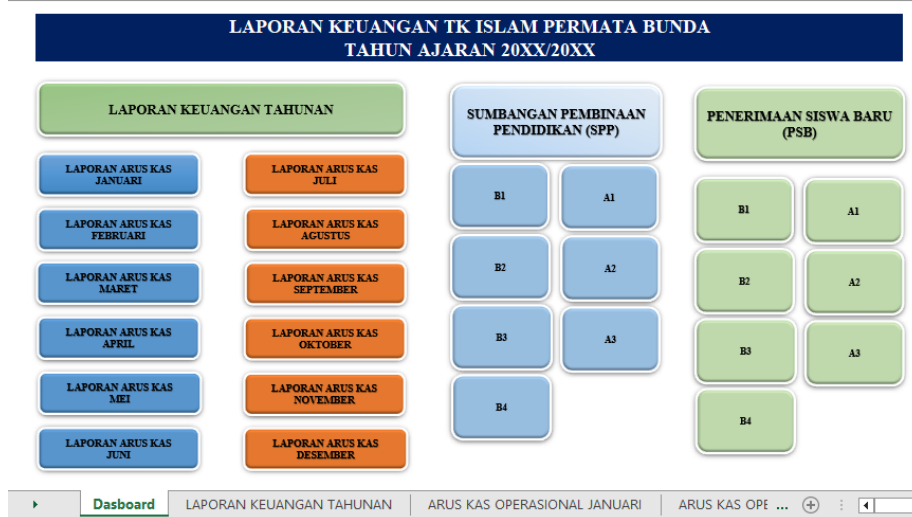 LAPORAN KEUANGAN TK ISLAM PERMATA BUNDA
TAHUN AJARAN 20XX/20XX
LAPORAN KEUANGAN TAHUNAN
LAPORAN ARUS KAS
JANUARI
LAPORAN ARUS KAS
FEBRUARI
LAPORAN ARUS KAS
MARET
LAPORAN ARUS KAS
APRIL
LAPORAN ARUS KAS
MEI
LAPORAN ARUS KAS
JUNI
LAPORAN ARUS KAS
JULI
LAPORAN ARUS KAS
AGUSTUS
LAPORAN ARUS KAS
SEPTEMBER
LAPORAN ARUS KAS
OKTOBER
LAPORAN ARUS KAS
NOVEMBER
LAPORAN ARUS KAS
DESEMBER
SUMBANGAN PEMBINAAN
PENDIDIKAN (SPP)
B1
A1
B2
A2
B3
A3
B4
PENERIMAAN SISWA BARU
(PSB)
B1
A1
B2
A2
B3
A3
B4
Dasboard
LAPORAN KEUANGAN TAHUNAN
ARUS KAS OPERASIONAL JANUARI
ARUS KAS OPE ...